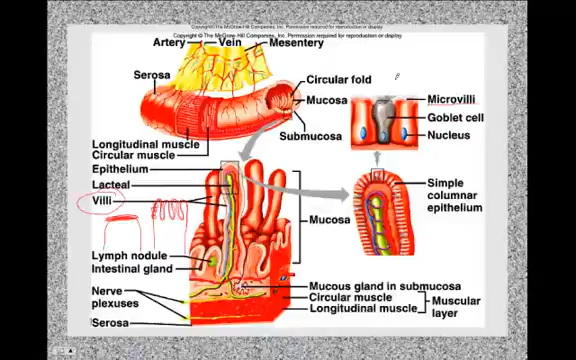 Copyright © The McGraw-Hill Companies, Inc. Permission required for reproduction or display.
Copyright © The McGraw-Hill Companies, Inc. Permission required for reproduction or display.
Artery
Vein
Mesentery
Serosa
Circular fold
Mucosa
Submucosa
Microvilli
Goblet cell
Nucleus
Longitudinal muscle
Circular muscle
Epithelium
Lacteal
Villi
Mucosa
Simple
columnar
epithelium
Lymph nodule
Intestinal gland
Nerve
plexuses
Serosa
Mucous gland in submucosa
Circular muscle
Longitudinal muscle
Muscular
layer